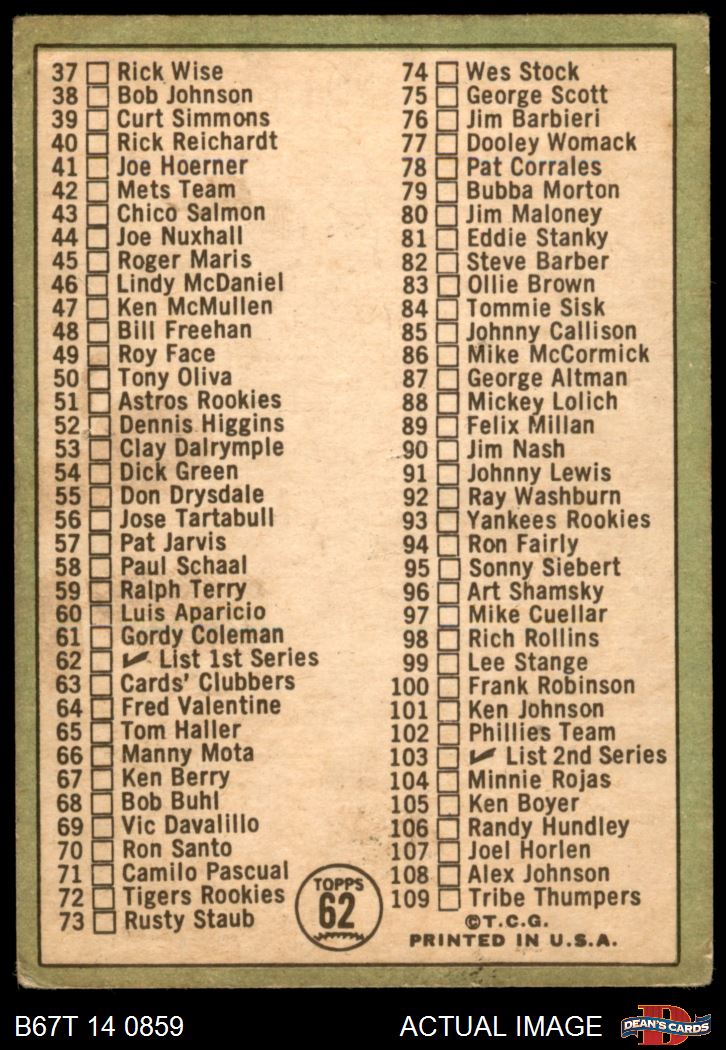 37 Rick Wise
38 Bob Johnson
39 Curt Simmons
40 Rick Reichardt
41 Joe Hoerner
42 Mets Team
43 Chico Salmon
44 Joe Nuxhall
45 Roger Maris
46 Lindy McDaniel
47 Ken McMullen
48 Bill Freehan
49 Roy Face
50 Tony Oliva
51 Astros Rookies
52 Dennis Higgins
53 Clay Dalrymple
54 Dick Green
55 Don Drysdale
56 Jose Tartabull
57 Pat Jarvis
58 Paul Schaal
59 Ralph Terry
60 Luis Aparicio
61 Gordy Coleman
62 ✔ List 1st Series
63 Cards' Clubbers
64 Fred Valentine
65 Tom Haller
66 Manny Mota
67 Ken Berry
68 Bob Buhl
69 Vic Davalillo
70 Ron Santo
71 Camilo Pascual
72 Tigers Rookies
73 Rusty Staub
74 Wes Stock
75 George Scott
76 Jim Barbieri
77 Dooley Womack
78 Pat Corrales
79 Bubba Morton
80 Jim Maloney
81 Eddie Stanky
82 Steve Barber
83 Ollie Brown
84 Tommie Sisk
85 Johnny Callison
86 Mike McCormick
87 George Altman
88 Mickey Lolich
89 Felix Millan
90 Jim Nash
91 Johnny Lewis
92 Ray Washburn
93 Yankees Rookies
94 Ron Fairly
95 Sonny Siebert
96 Art Shamsky
97 Mike Cuellar
98 Rich Rollins
99 Lee Stange
100 Frank Robinson
101 Ken Johnson
102 Phillies Team
103 ✔ List 2nd Series
104 Minnie Rojas
105 Ken Boyer
106 Randy Hundley
107 Joel Horlen
108 Alex Johnson
109 Tribe Thumpers
TOPPS
62
©T.C.G.
PRINTED IN U.S.A.
B67T 14 0859
ACTUAL IMAGE
D
DEAN'S CARDS